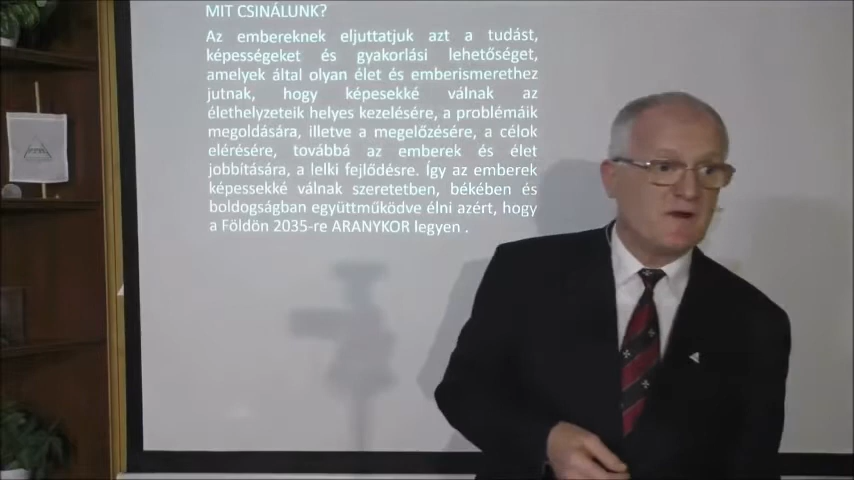 MIT CSINÁLUNK?
Az embereknek eljuttatjuk azt a tudást,
képességeket és gyakorlási lehetőséget,
amelyek által olyan élet és emberismerethez
jutnak, hogy képesekké válnak az
élethelyzeteik helyes kezelésére, a problémáik
megoldására, illetve a megelőzésére, a célok
elérésére, továbbá az emberek és élet
jobbítására, a lelki fejlődésre. Így az emberek
képessekké válnak szeretetben, békében és
boldogságban együttműködve élni azért, hogy
a Földön 2035-re ARANYKOR legyen .